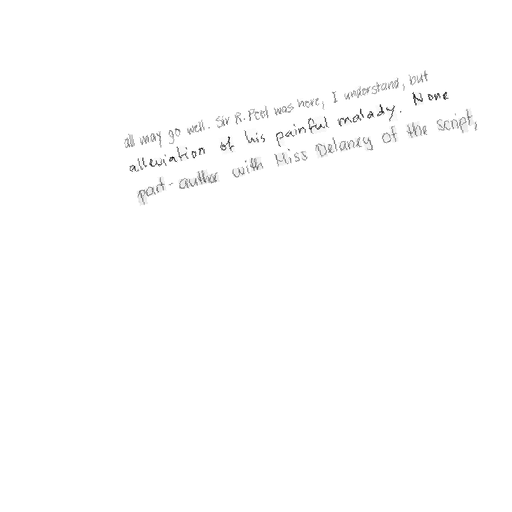 all may go well. Sir R. Peel was here, I understand, but
alleviation of his painful malady. None
part-author with Miss Delaney of the script,